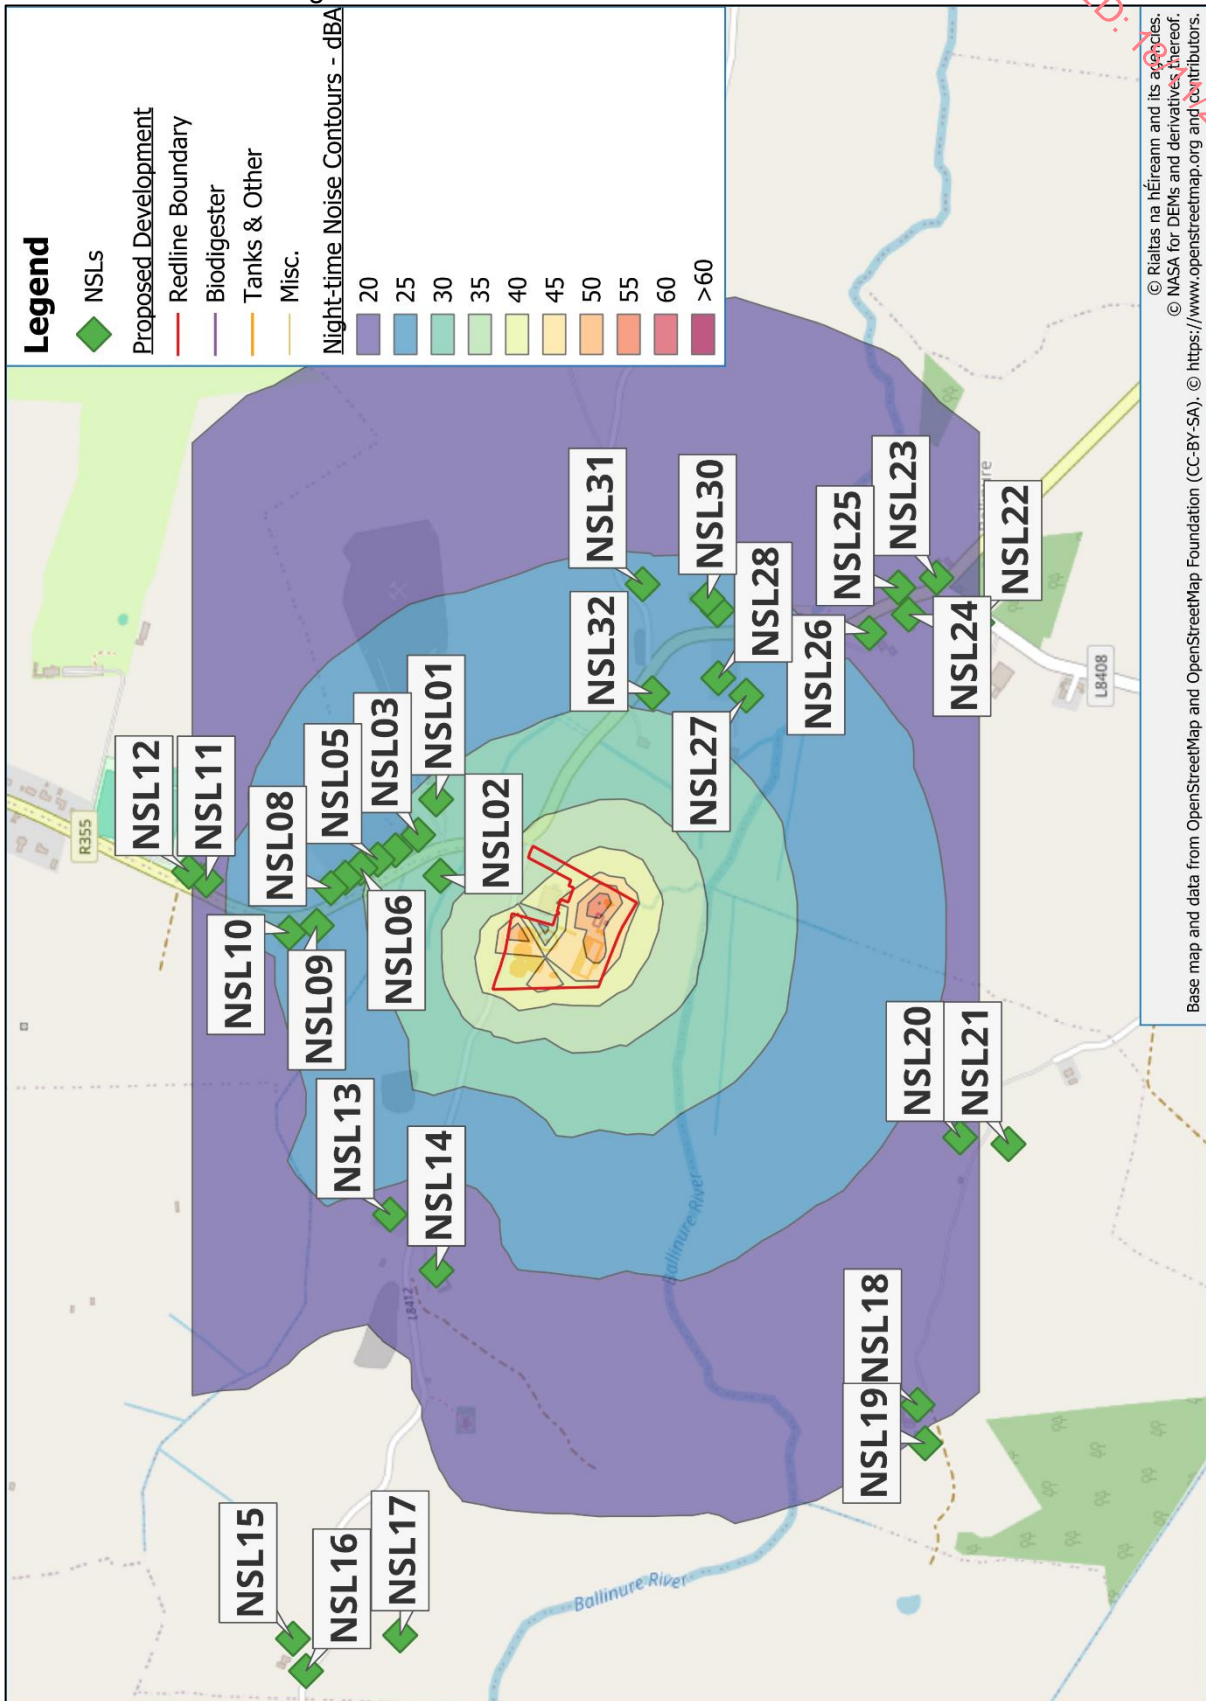 Legend
NSLs
Proposed Development
Redline Boundary
Biodigester
Tanks & Other
Misc.
Night-time Noise Contours - dBA
20
25
30
35
40
45
50
55
60
>60
NSL15
NSL16
NSL17
NSL12
NSL11
NSL10
NSL09
NSL08
NSL06
NSL05
NSL03
NSL01
NSL02
NSL13
NSL14
NSL32
NSL31
NSL30
NSL28
NSL27
NSL26
NSL25
NSL23
NSL24
NSL22
NSL20
NSL21
NSL19
NSL18
R355
L8412
L8408
Ballinure River
Ballinure River
D: 18/11/
© Rialtas na hÉireann and its agencies.
© NASA for DEMs and derivatives thereof.
Base map and data from OpenStreetMap and OpenStreetMap Foundation (CC-BY-SA). © https://www.openstreetmap.org and contributors.